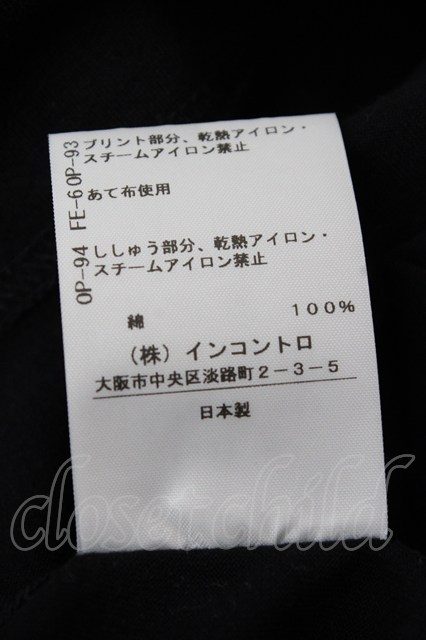 OP-93
プリント部分、乾熱アイロン・
スチームアイロン禁止
FE-6
あて布使用
OP-94
ししゅう部分、乾熱アイロン・
スチームアイロン禁止
綿 100%
(株)インコントロ
大阪市中央区淡路町2-3-5
日本製
closet child